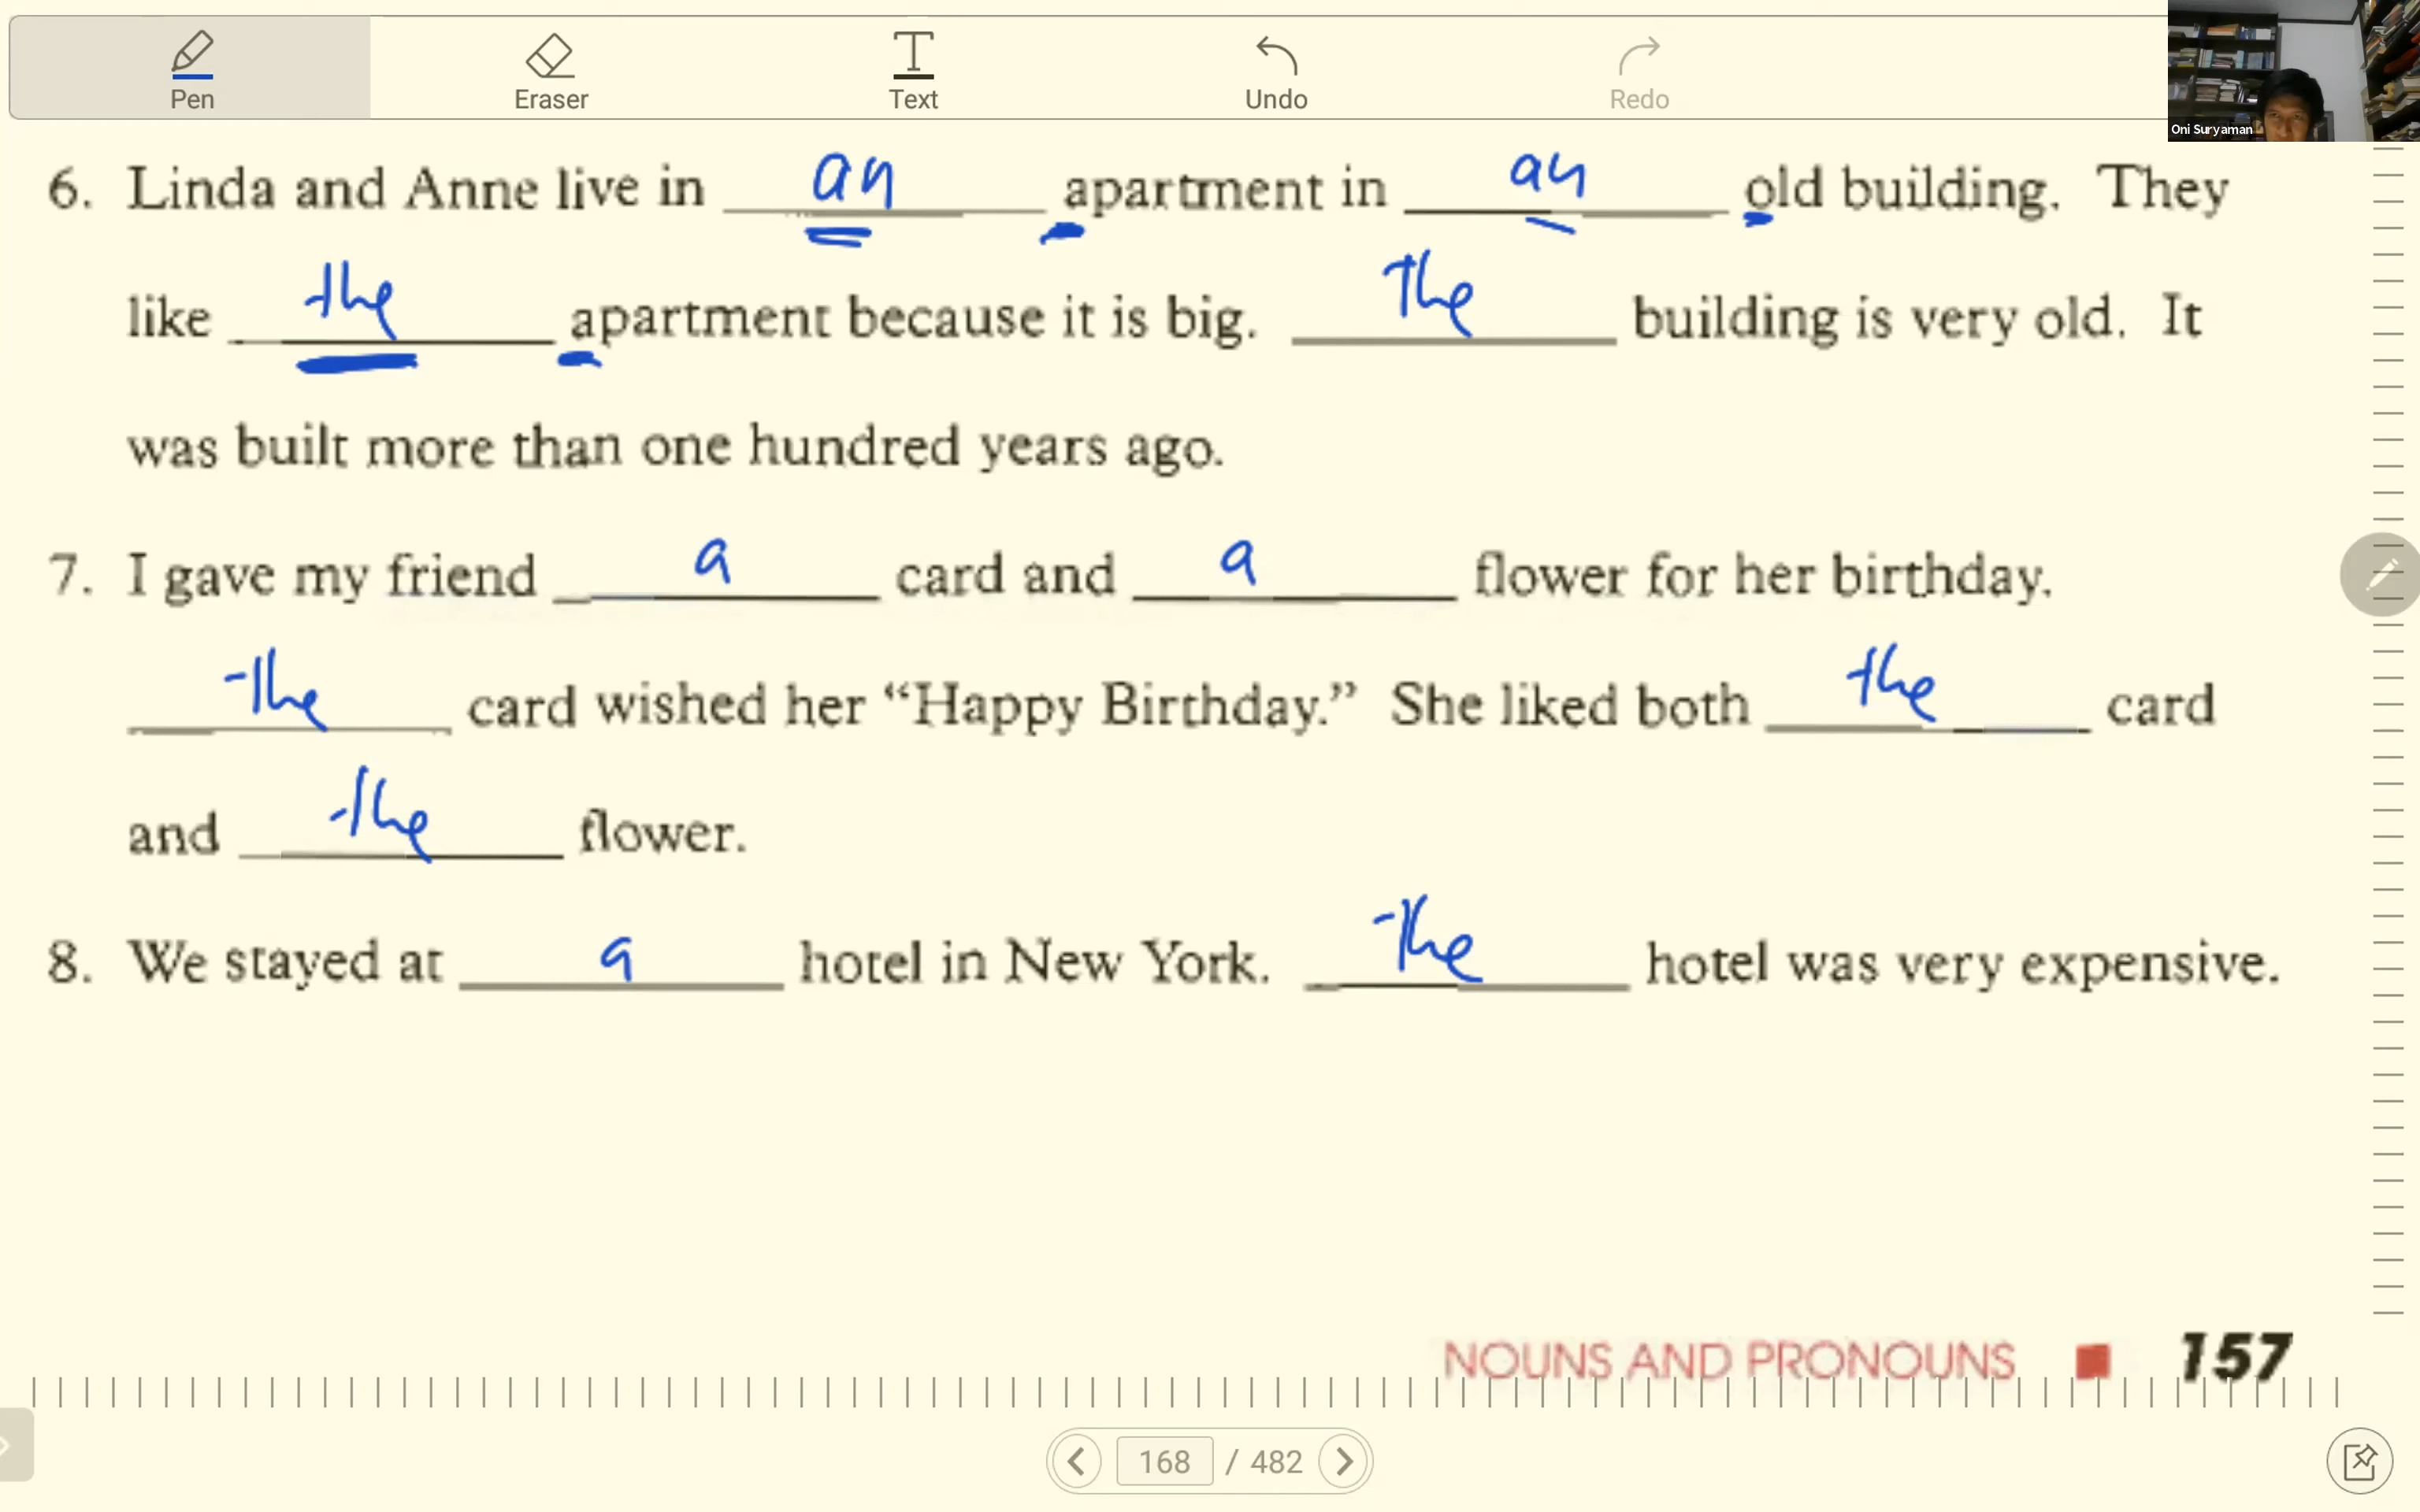 Pen Eraser Text Undo Redo
Oni Suryaman
6. Linda and Anne live in an apartment in an old building. They
like the apartment because it is big. The building is very old. It
was built more than one hundred years ago.
7. I gave my friend a card and a flower for her birthday.
The card wished her “Happy Birthday.” She liked both the card
and the flower.
8. We stayed at a hotel in New York. The hotel was very expensive.
NOUNS AND PRONOUNS 157
168 / 482